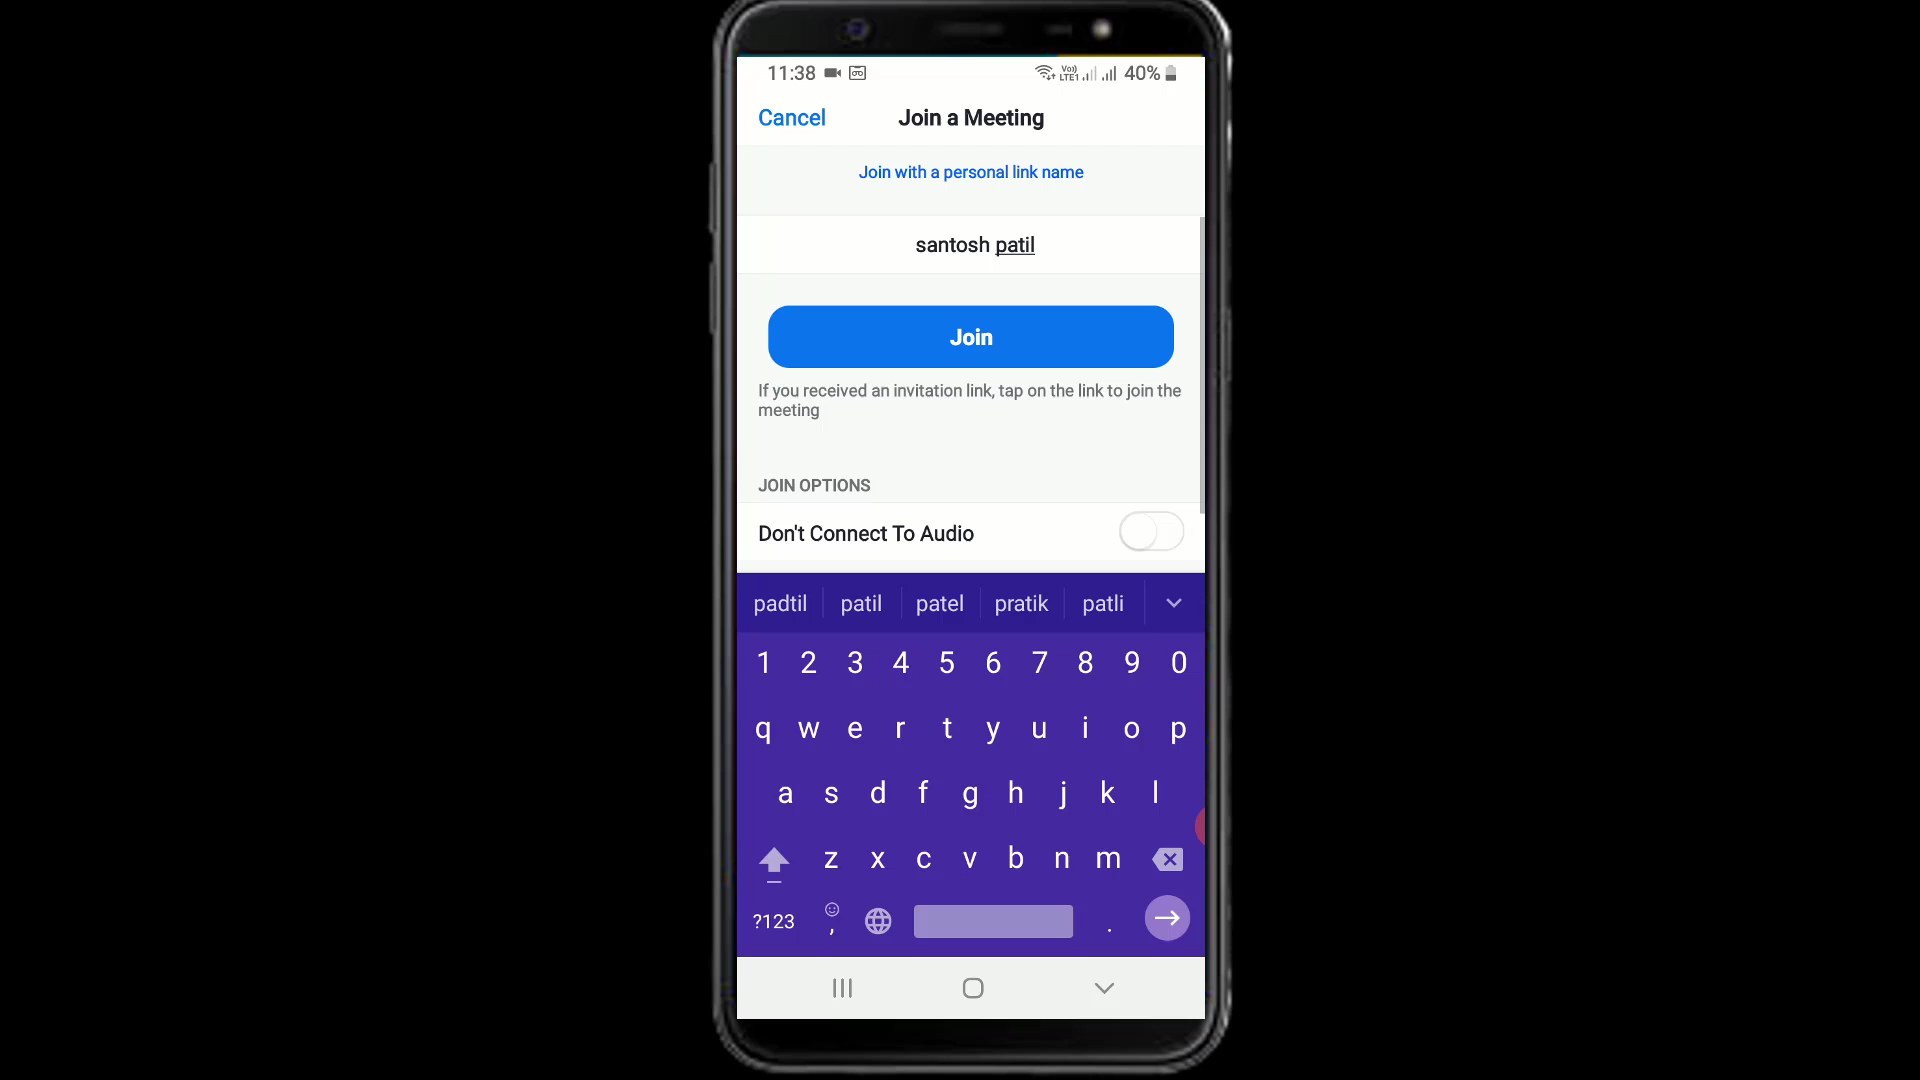 11:38 Vo) LTE1 40%
Cancel Join a Meeting
Join with a personal link name
santosh patil
Join
If you received an invitation link, tap on the link to join the
meeting
JOIN OPTIONS
Don't Connect To Audio
padtil patil patel pratik patli
1 2 3 4 5 6 7 8 9 0
q w e r t y u i o p
a s d f g h j k l
z x c v b n m
?123 , .